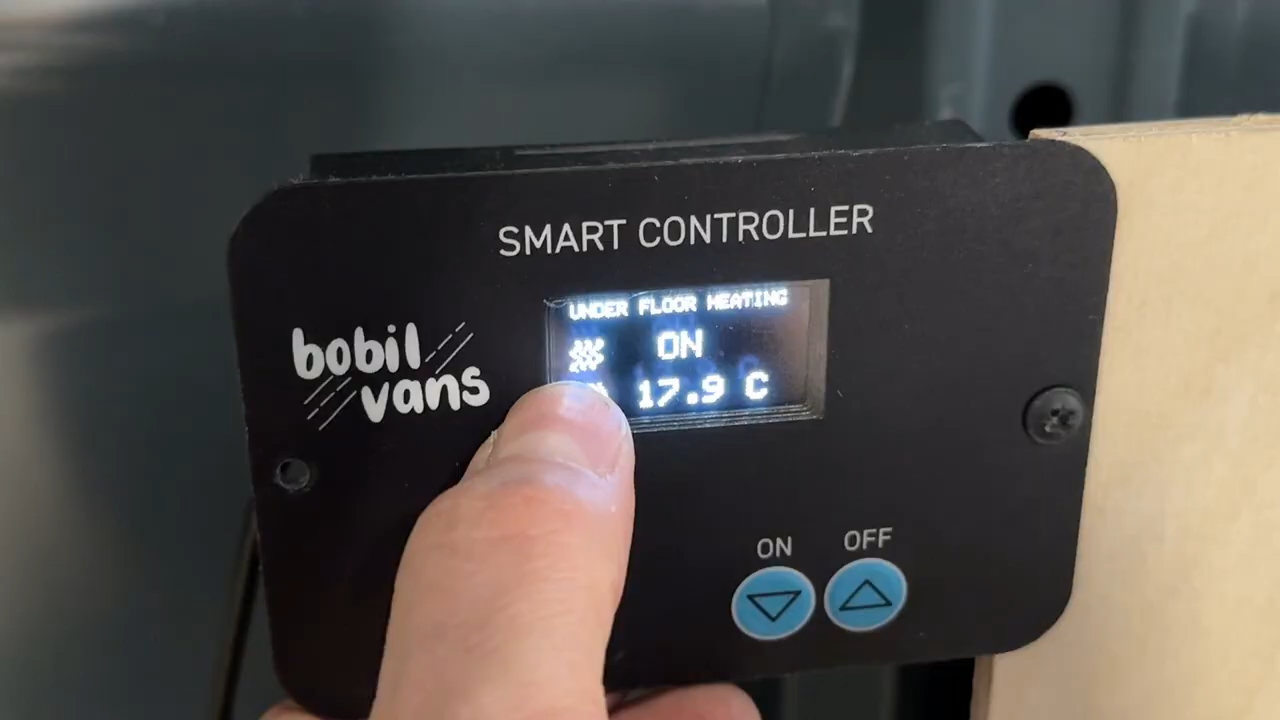 SMART CONTROLLER
UNDER FLOOR HEATING
ON
17.9 C
bobil
vans
ON OFF